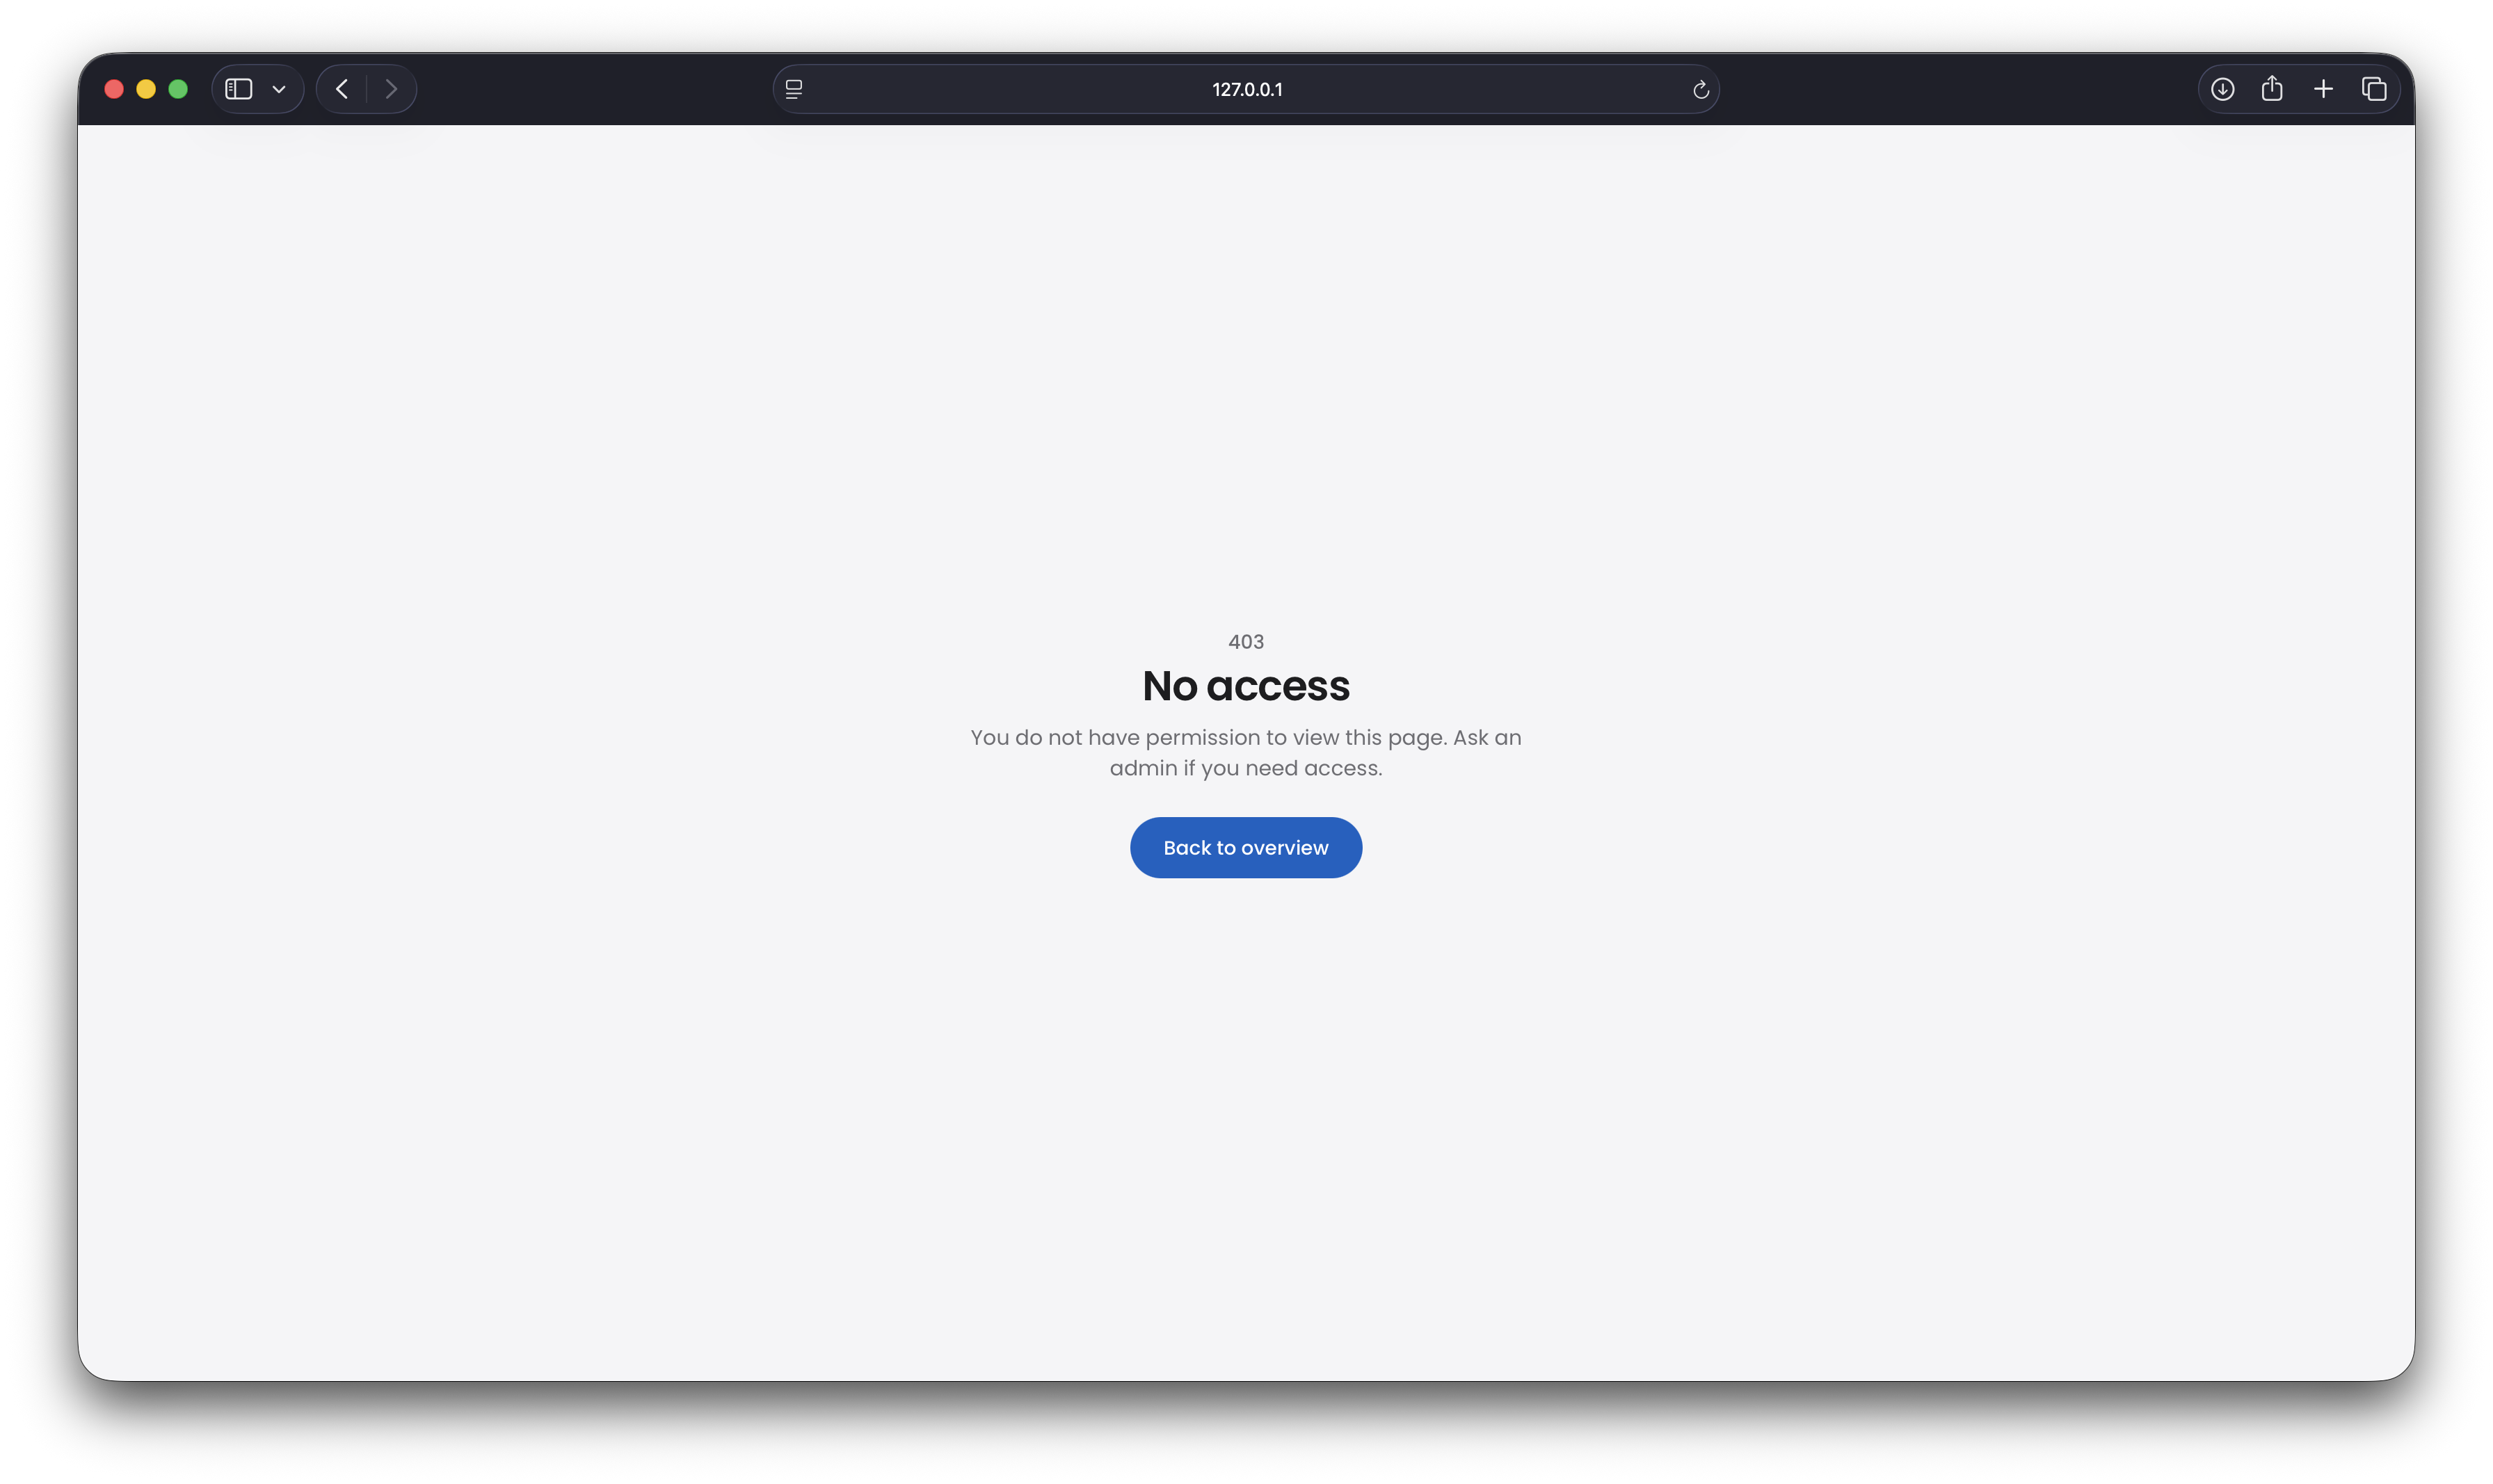 127.0.0.1
403
No access
You do not have permission to view this page. Ask an
admin if you need access.
Back to overview